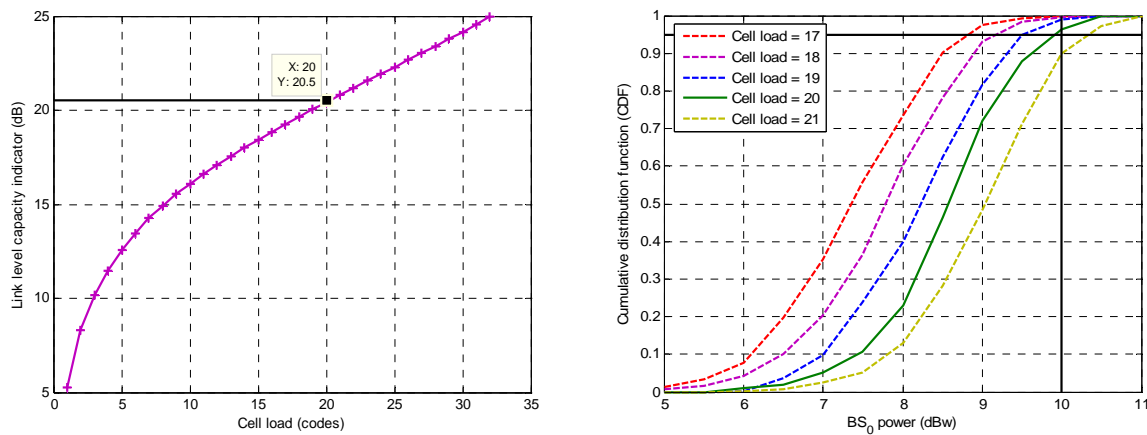 25
20
15
10
5
0
5
10
15
20
25
30
35
Link level capacity indicator (dB)
Cell load (codes)
X: 20
Y: 20.5
1
0.9
0.8
0.7
0.6
0.5
0.4
0.3
0.2
0.1
0
5
6
7
8
9
10
11
Cumulative distribution function (CDF)
BS0 power (dBw)
Cell load = 17
Cell load = 18
Cell load = 19
Cell load = 20
Cell load = 21